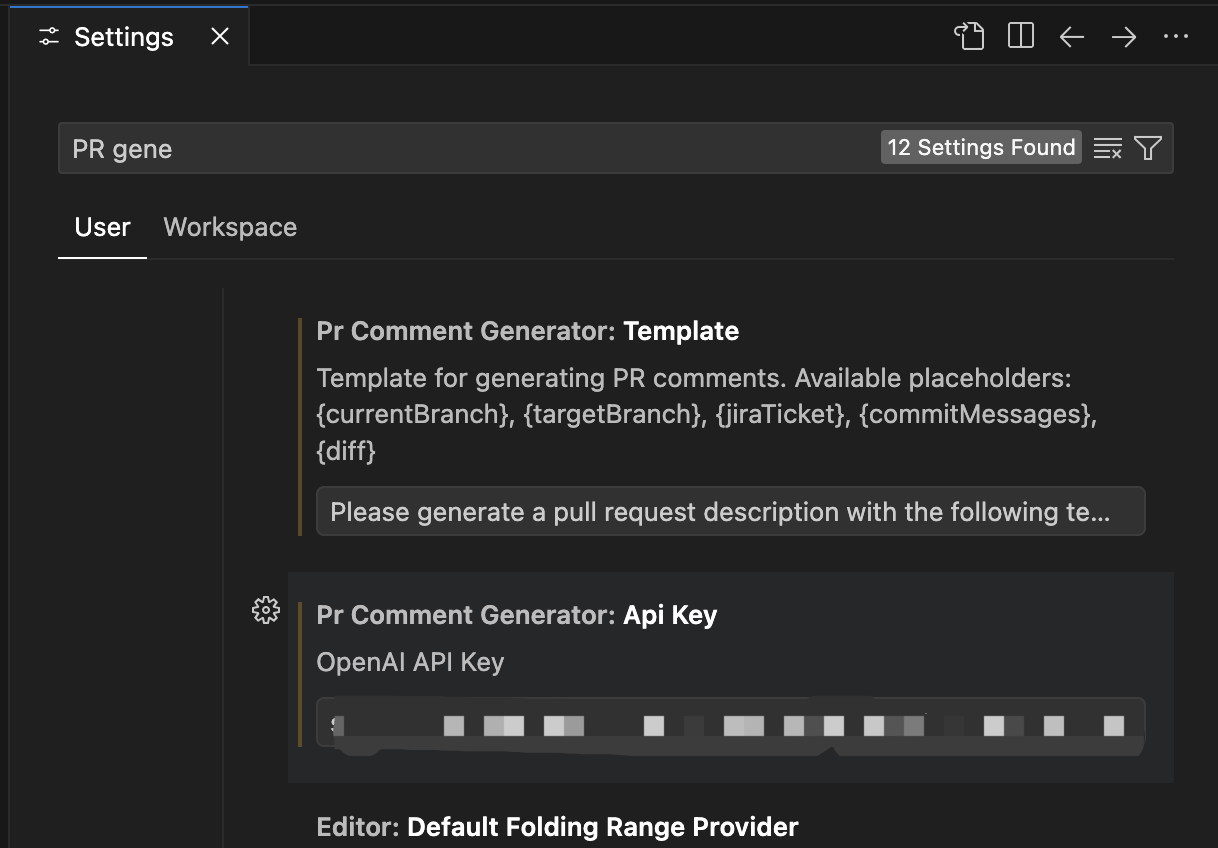 Settings
PR gene
12 Settings Found
User Workspace
Pr Comment Generator: Template
Template for generating PR comments. Available placeholders:
{currentBranch}, {targetBranch}, {jiraTicket}, {commitMessages},
{diff}
Please generate a pull request description with the following te...
Pr Comment Generator: Api Key
OpenAI API Key
Editor: Default Folding Range Provider